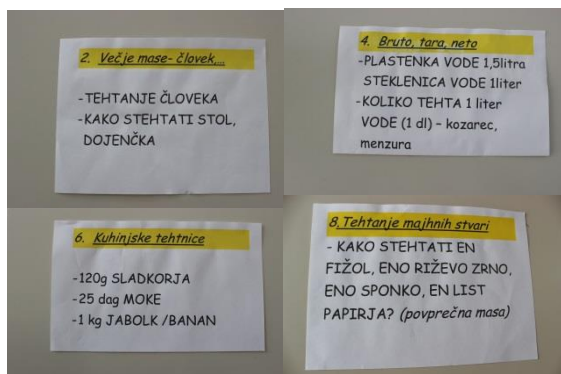 2. Večje mase- človek,...
-TEHTANJE ČLOVEKA
-KAKO STEHTATI STOL,
DOJENČKA
4. Bruto, tara, neto
-PLASTENKA VODE 1,5litra
STEKLENICA VODE 1liter
-KOLIKO TEHTA 1 liter
VODE (1 dl) – kozarec,
menzura
6. Kuhinjske tehtnice
-120g SLADKORJA
-25 dag MOKE
-1 kg JABOLK /BANAN
8. Tehtanje majhnih stvari
- KAKO STEHTATI EN
FIŽOL, ENO RIŽEVO ZRNO,
ENO SPONKO, EN LIST
PAPIRJA? (povprečna masa)